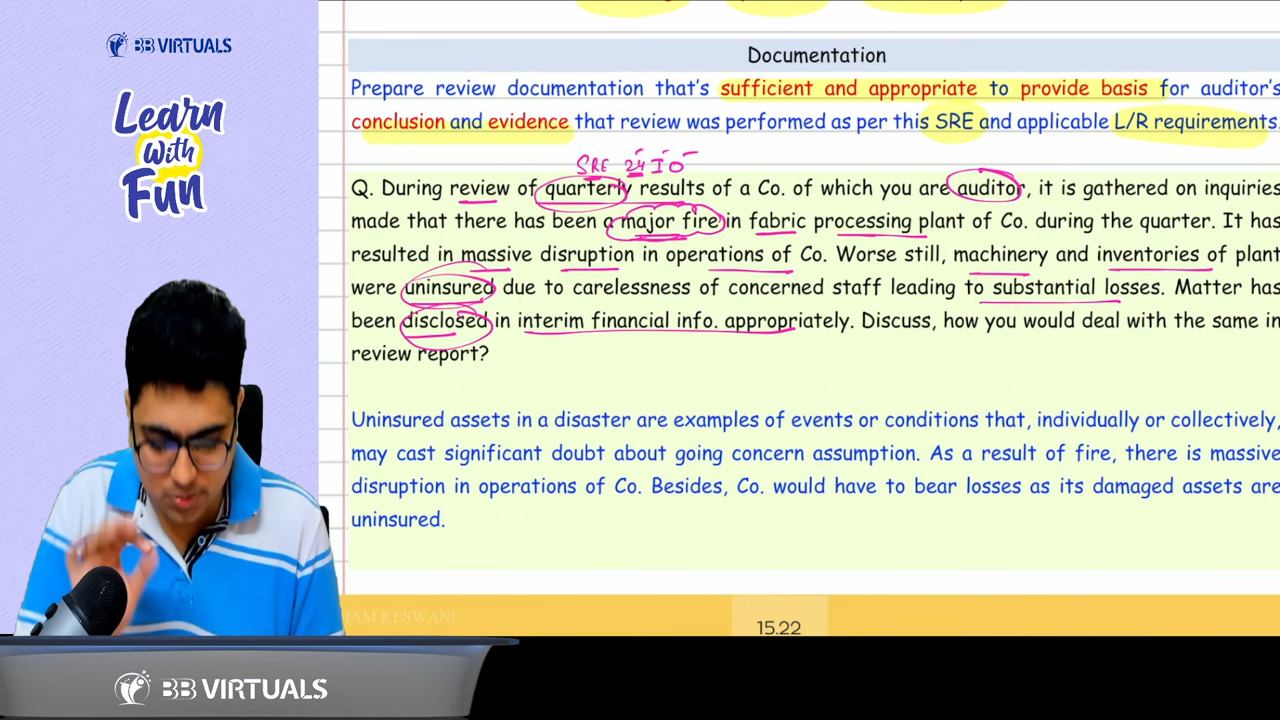 BB VIRTUALS
Learn
With
Fun
Documentation
Prepare review documentation that's sufficient and appropriate to provide basis for auditor's
conclusion and evidence that review was performed as per this SRE and applicable L/R requirements.
SRE 2410
Q. During review of quarterly results of a Co. of which you are auditor, it is gathered on inquiries
made that there has been a major fire in fabric processing plant of Co. during the quarter. It has
resulted in massive disruption in operations of Co. Worse still, machinery and inventories of plant
were uninsured due to carelessness of concerned staff leading to substantial losses. Matter has
been disclosed in interim financial info. appropriately. Discuss, how you would deal with the same in
review report?
Uninsured assets in a disaster are examples of events or conditions that, individually or collectively,
may cast significant doubt about going concern assumption. As a result of fire, there is massive
disruption in operations of Co. Besides, Co. would have to bear losses as its damaged assets are
uninsured.
HAM KESWANI
15.22
BB VIRTUALS